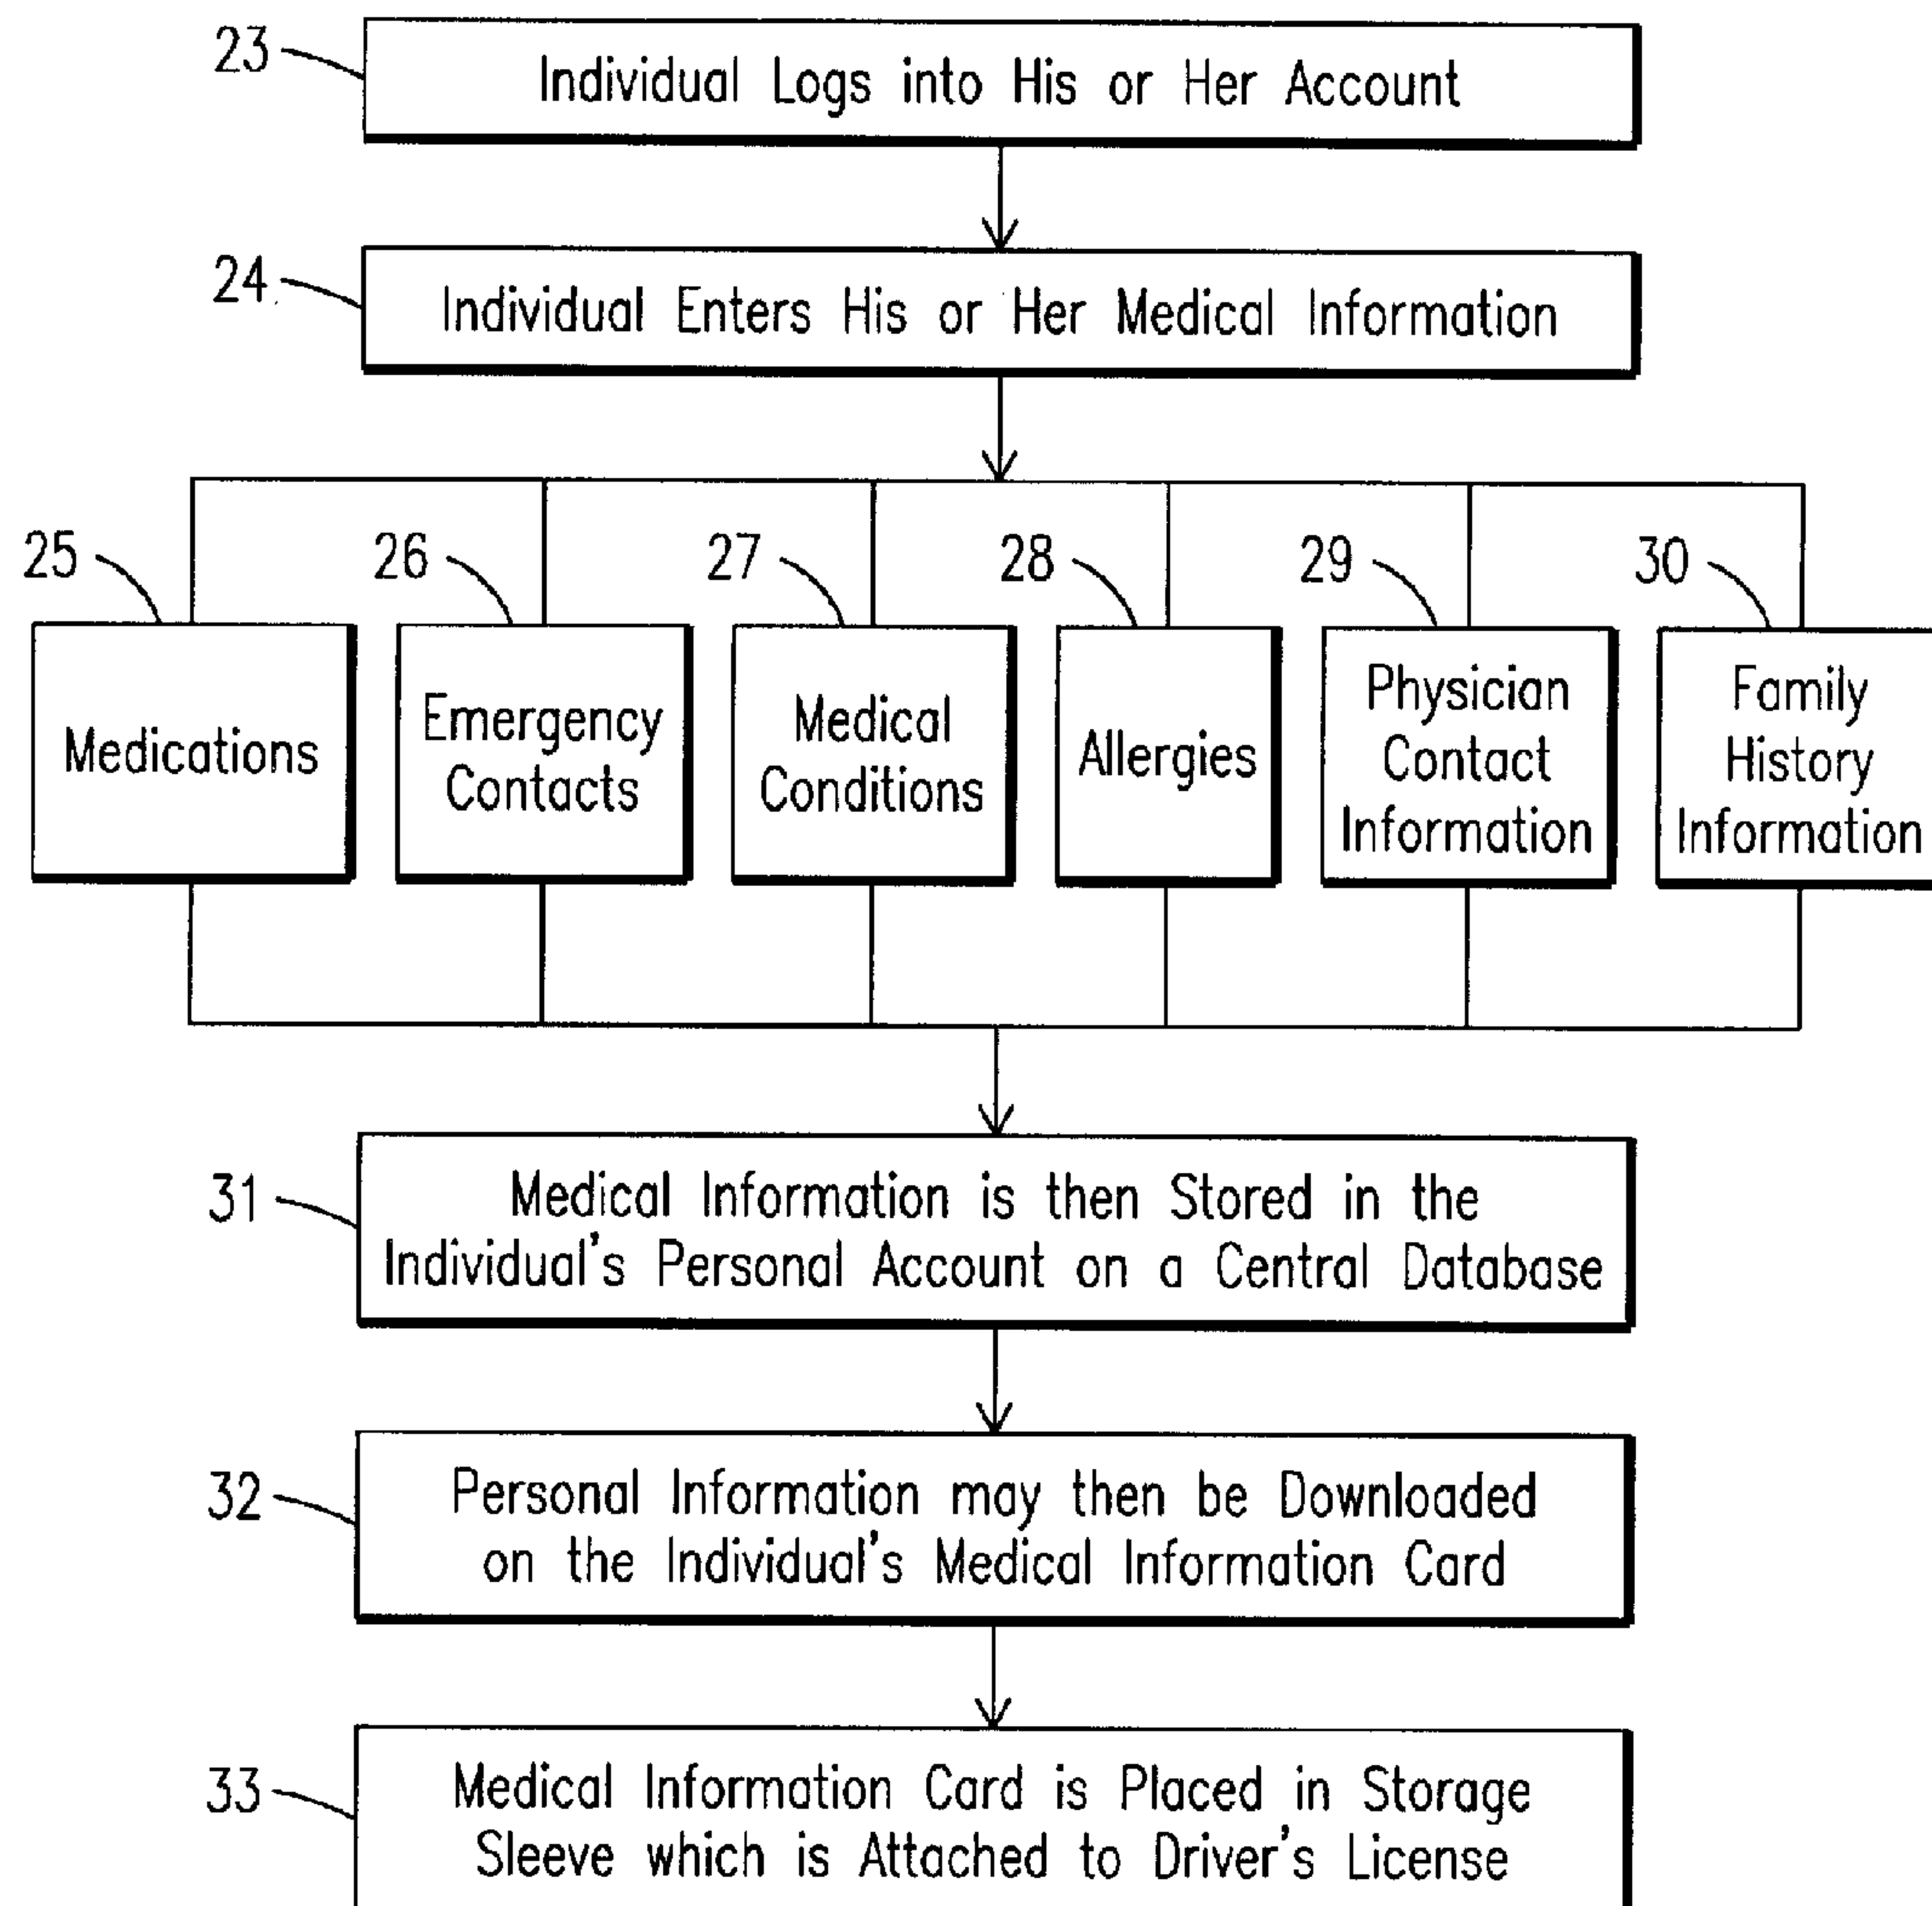 23
Individual Logs into His or Her Account
24
Individual Enters His or Her Medical Information
25
26
27
28
29
30
Medications
Emergency
Contacts
Medical
Conditions
Allergies
Physician
Contact
Information
Family
History
Information
31
Medical Information is then Stored in the
Individual's Personal Account on a Central Database
32
Personal Information may then be Downloaded
on the Individual's Medical Information Card
33
Medical Information Card is Placed in Storage
Sleeve which is Attached to Driver's License